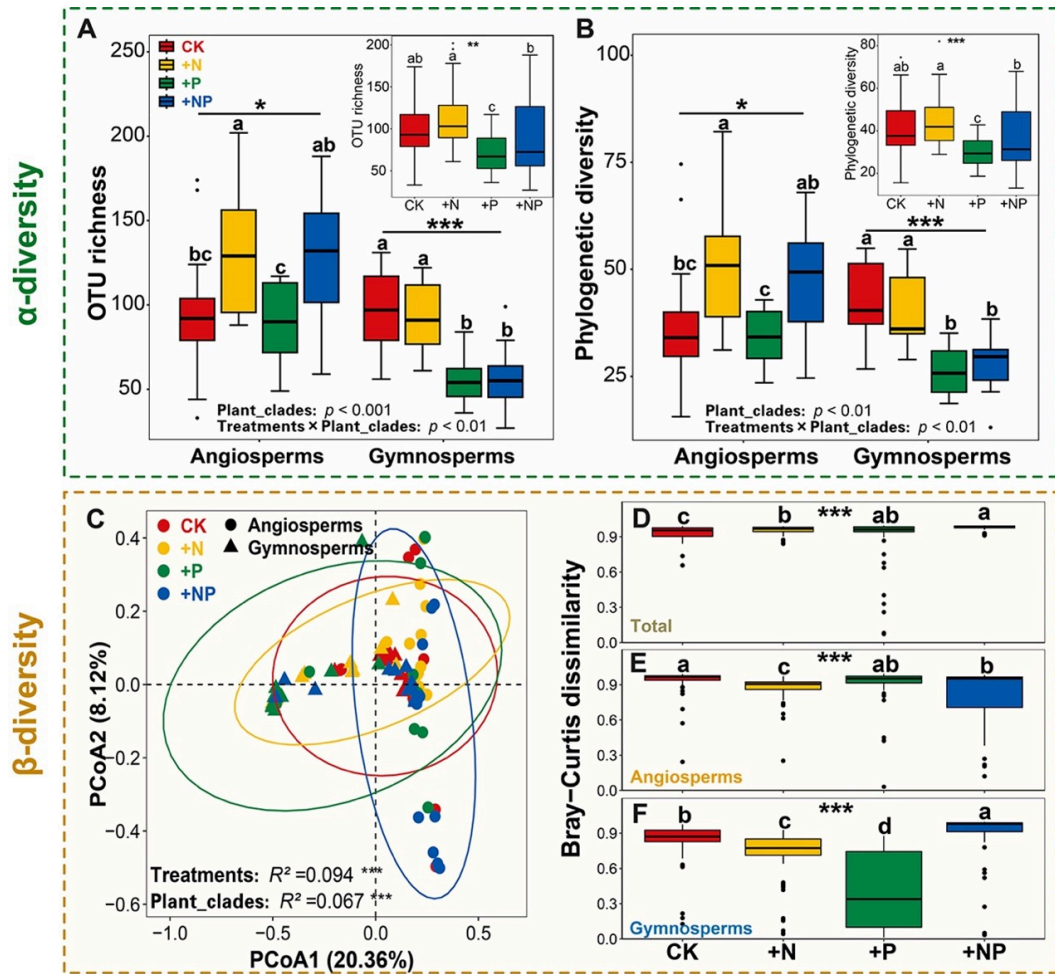 α-diversity
A
CK
+N
+P
+NP
OTU richness
250
200
150
100
50
*
bc
a
c
ab
***
a
a
b
b
Plant_clades: p < 0.001
Treatments × Plant_clades: p < 0.01
Angiosperms
Gymnosperms
OTU richness
200
150
100
50
**
ab
a
c
b
CK
+N
+P
+NP
B
Phylogenetic diversity
100
75
50
25
*
bc
a
c
ab
***
a
a
b
b
Plant_clades: p < 0.01
Treatments × Plant_clades: p < 0.01
Angiosperms
Gymnosperms
Phylogenetic diversity
80
60
40
20
***
ab
a
c
b
CK
+N
+P
+NP
β-diversity
C
CK
+N
+P
+NP
Angiosperms
Gymnosperms
PCoA2 (8.12%)
0.4
0.2
0.0
−0.2
−0.4
−0.6
Treatments: R² =0.094 ***
Plant_clades: R² =0.067 ***
−1.0
−0.5
0.0
0.5
PCoA1 (20.36%)
Bray−Curtis dissimilarity
D
c
b
***
ab
a
0.9
0.6
0.3
0.0
Total
E
a
c
***
ab
b
0.9
0.6
0.3
0.0
Angiosperms
F
b
c
***
d
a
0.9
0.6
0.3
0.0
Gymnosperms
CK
+N
+P
+NP